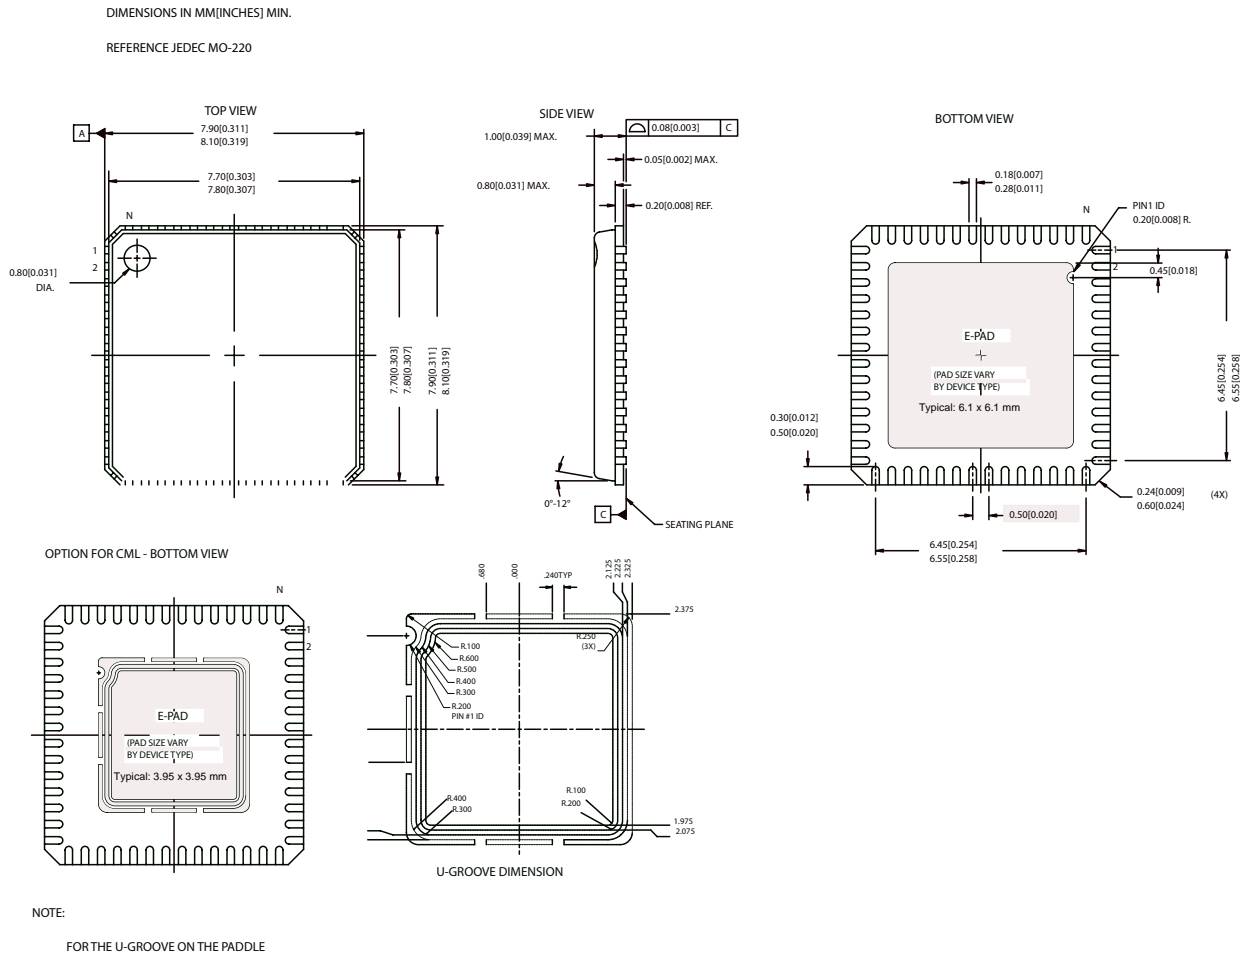 DIMENSIONS IN MM[INCHES] MIN.
REFERENCE JEDEC MO-220
TOP VIEW
A
7.90[0.311]
8.10[0.319]
7.70[0.303]
7.80[0.307]
N
1
2
0.80[0.031]
DIA.
7.70[0.303]
7.80[0.307]
7.90[0.311]
8.10[0.319]
SIDE VIEW
1.00[0.039] MAX.
0.08[0.003]
C
0.05[0.002] MAX.
0.80[0.031] MAX.
0.20[0.008] REF.
0°-12°
C
SEATING PLANE
BOTTOM VIEW
0.18[0.007]
0.28[0.011]
N
PIN1 ID
0.20[0.008] R.
1
2
0.45[0.018]
E-PAD
(PAD SIZE VARY
BY DEVICE TYPE)
Typical: 6.1 x 6.1 mm
6.45[0.254]
6.55[0.258]
0.30[0.012]
0.50[0.020]
0.24[0.009]
0.60[0.024]
(4X)
0.50[0.020]
6.45[0.254]
6.55[0.258]
OPTION FOR CML - BOTTOM VIEW
N
1
2
E-PAD
(PAD SIZE VARY
BY DEVICE TYPE)
Typical: 3.95 x 3.95 mm
.680
.000
.240TYP
2.125
2.225
2.325
2.375
R.250
(3X)
R.100
R.600
R.500
R.400
R.300
R.200
PIN #1 ID
R.400
R.300
R.100
R.200
1.975
2.075
U-GROOVE DIMENSION
NOTE:
FOR THE U-GROOVE ON THE PADDLE